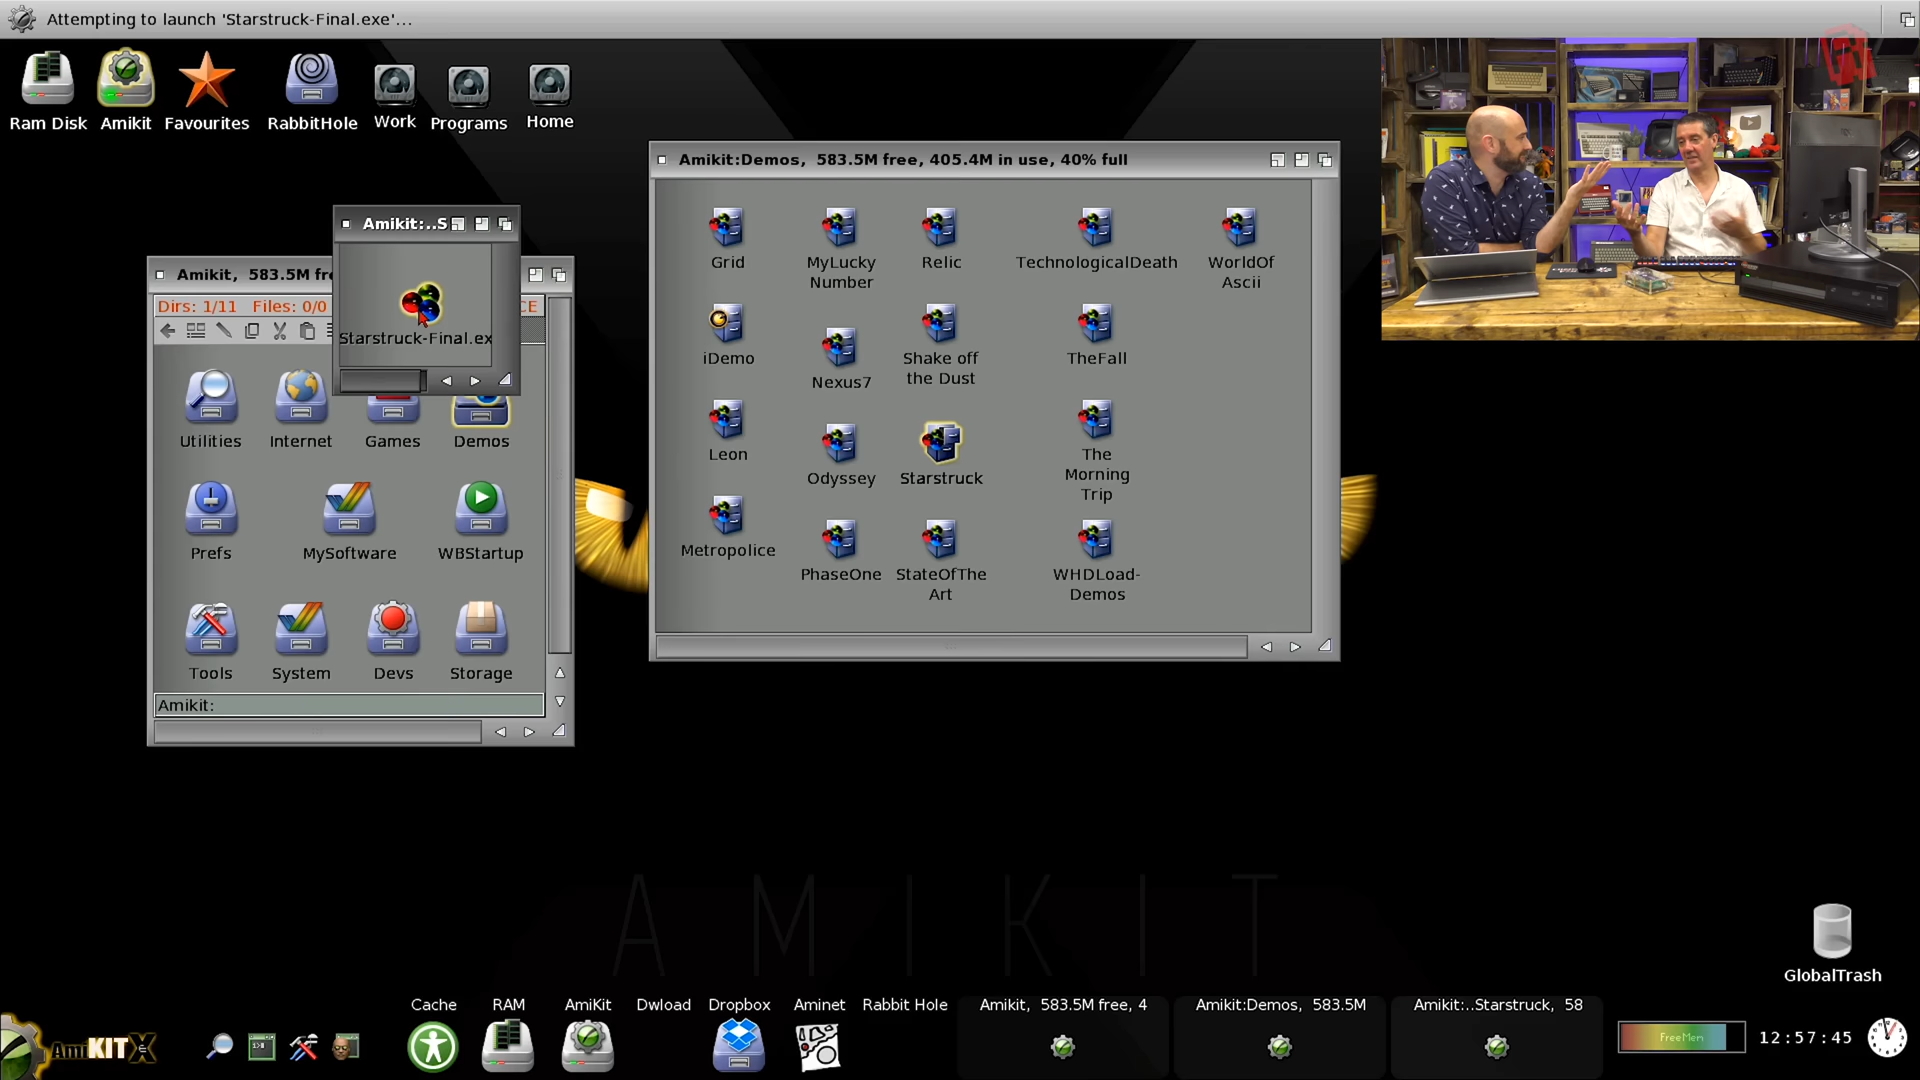 Attempting to launch 'Starstruck-Final.exe'...
Ram Disk
Amikit
Favourites
RabbitHole
Work
Programs
Home
Amikit:Demos, 583.5M free, 405.4M in use, 40% full
Grid
MyLucky
Number
Relic
TechnologicalDeath
WorldOf
Ascii
iDemo
Nexus7
Shake off
the Dust
TheFall
Leon
Odyssey
Starstruck
The
Morning
Trip
Metropolice
PhaseOne
StateOfThe
Art
WHDLoad-
Demos
Amikit:..S
Starstruck-Final.ex
Amikit, 583.5M fre
Dirs: 1/11 Files: 0/0
CE
Utilities
Internet
Games
Demos
Prefs
MySoftware
WBStartup
Tools
System
Devs
Storage
Amikit:
AMIKIT
GlobalTrash
AmiKIT X
Cache
RAM
AmiKit
Dwload
Dropbox
Aminet
Rabbit Hole
Amikit, 583.5M free, 4
Amikit:Demos, 583.5M
Amikit:..Starstruck, 58
FreeMem
12:57:45